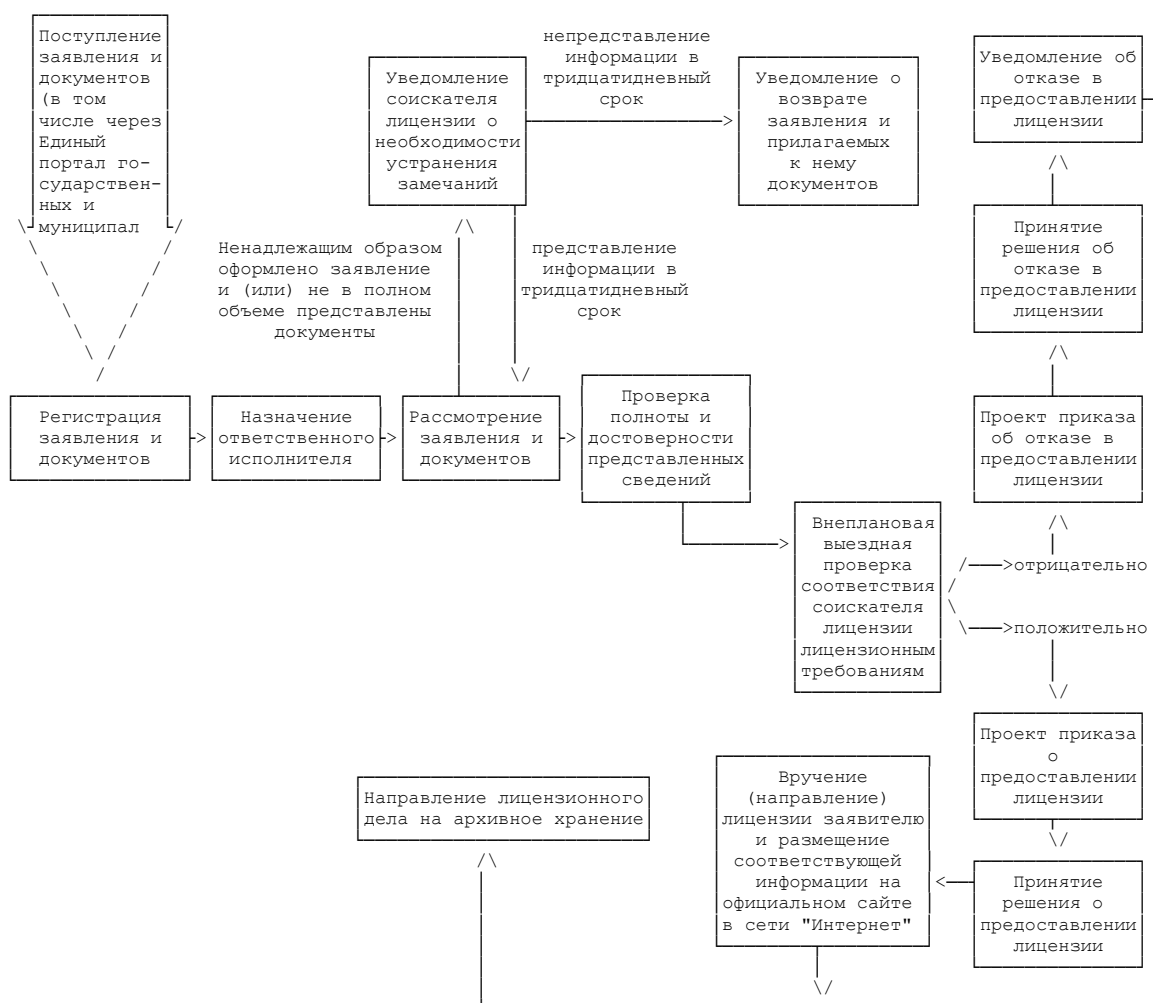 Поступление
заявления и
документов
(в том
числе через
Единый
портал го-
сударствен-
ных и
муниципал
Уведомление
соискателя
лицензии о
необходимости
устранения
замечаний
непредставление
информации в
тридцатидневный
срок
Уведомление о
возврате
заявления и
прилагаемых
к нему
документов
Уведомление об
отказе в
предоставлении
лицензии
Принятие
решения об
отказе в
предоставлении
лицензии
Ненадлежащим образом
оформлено заявление
и (или) не в полном
объеме представлены
документы
представление
информации в
тридцатидневный
срок
Регистрация
заявления и
документов
Назначение
ответственного
исполнителя
Рассмотрение
заявления и
документов
Проверка
полноты и
достоверности
представленных
сведений
Проект приказа
об отказе в
предоставлении
лицензии
Внеплановая
выездная
проверка
соответствия
соискателя
лицензии
лицензионным
требованиям
отрицательно
положительно
Проект приказа
о
предоставлении
лицензии
Направление лицензионного
дела на архивное хранение
Вручение
(направление)
лицензии заявителю
и размещение
соответствующей
информации на
официальном сайте
в сети "Интернет"
Принятие
решения о
предоставлении
лицензии